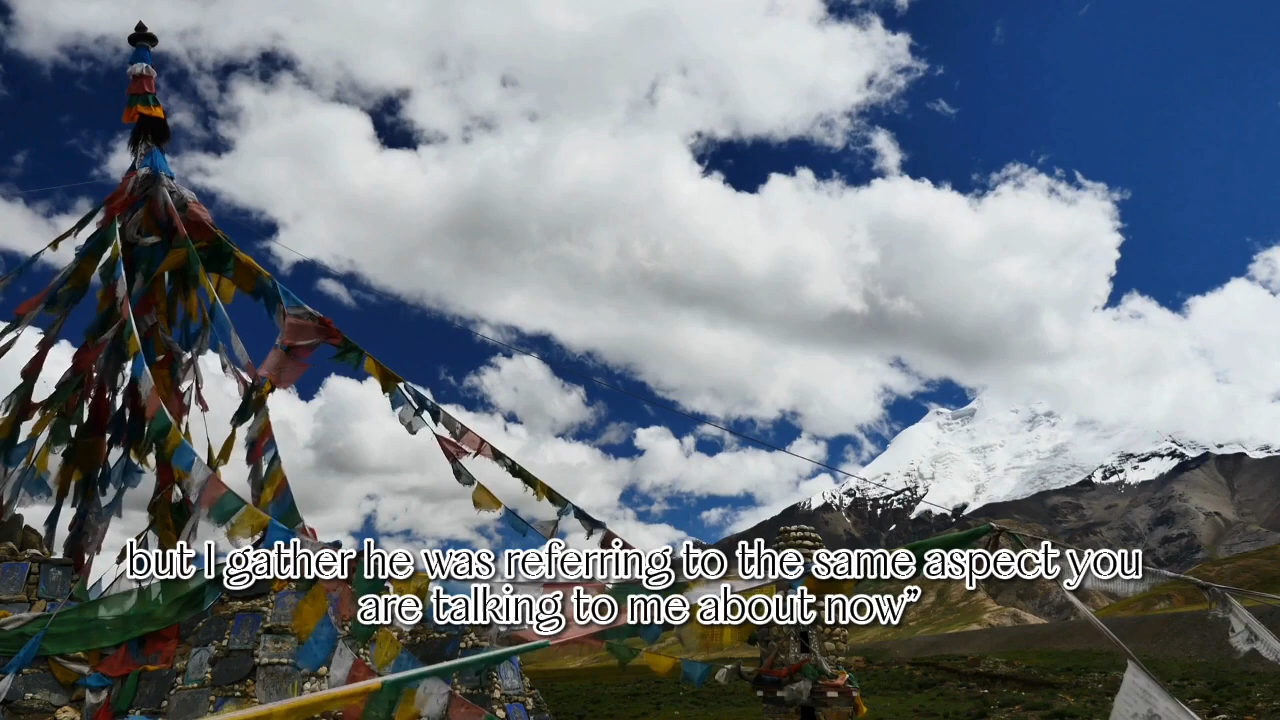 but I gather he was referring to the same aspect you
are talking to me about now”